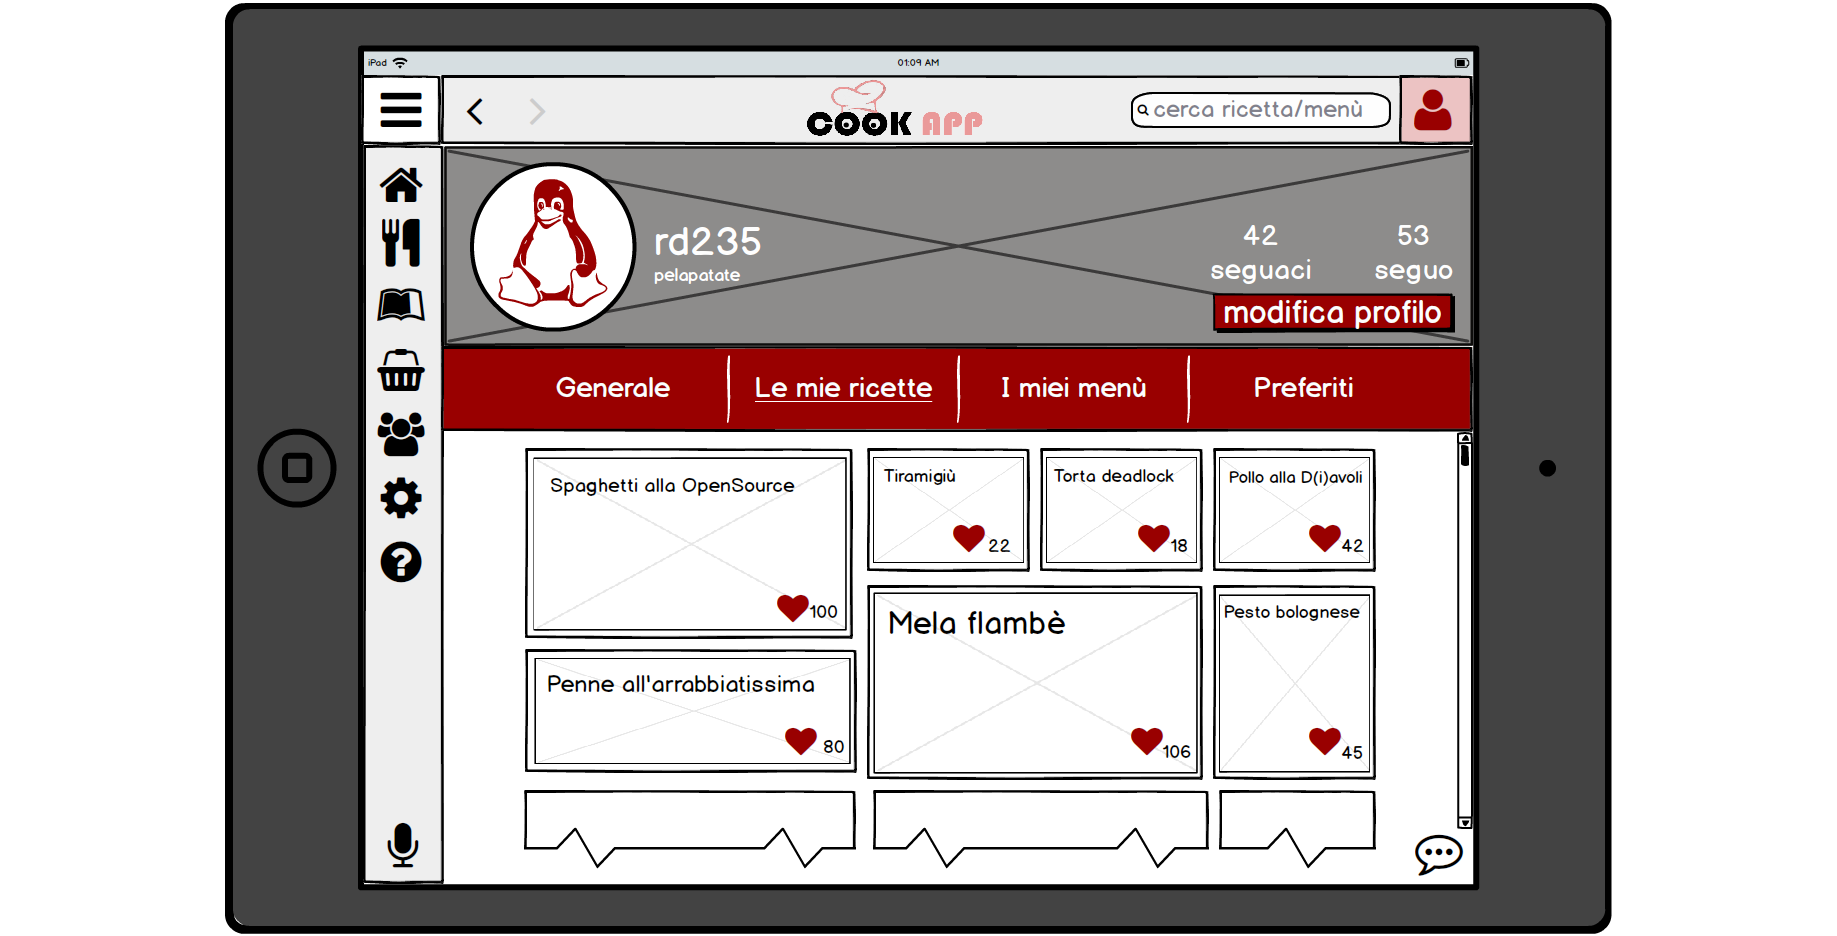 iPad
01:09 AM
COOK APP
cerca ricetta/menù
rd235
pelapatate
42
seguaci
53
seguo
modifica profilo
Generale
Le mie ricette
I miei menù
Preferiti
Spaghetti alla OpenSource
100
Tiramigiù
22
Torta deadlock
18
Pollo alla D(i)avoli
42
Penne all'arrabbiatissima
80
Mela flambè
106
Pesto bolognese
45